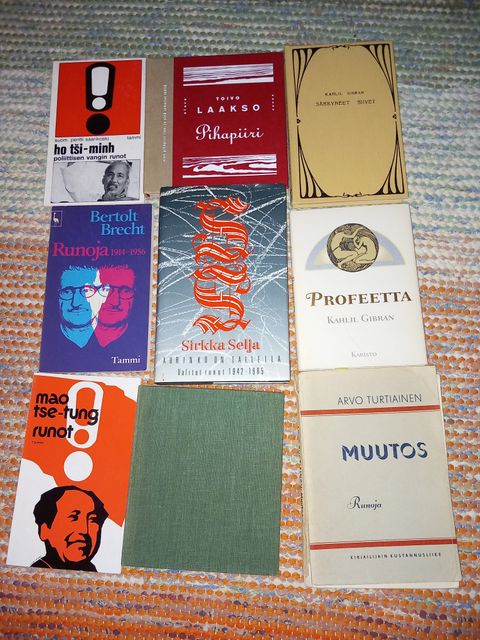 suom. pentti saarikoski
tammi
ho tši-minh
poliittisen vangin runot
TOIVO
LAAKSO
Pikapiiri
KAHLIL GIBRAN
SÄRKYNEET SIIVET
Bertolt
Brecht
Runoja 1914-1956
Tammi
Sirkka Selja
AURINKO ON TALLELLA
Valitut runot 1942-1985
PROFEETTA
KAHLIL GIBRAN
KARISTO
mao
tse-tung
runot
ARVO TURTIAINEN
MUUTOS
Runoja
KIRJAILIJAIN KUSTANNUSLIIKE